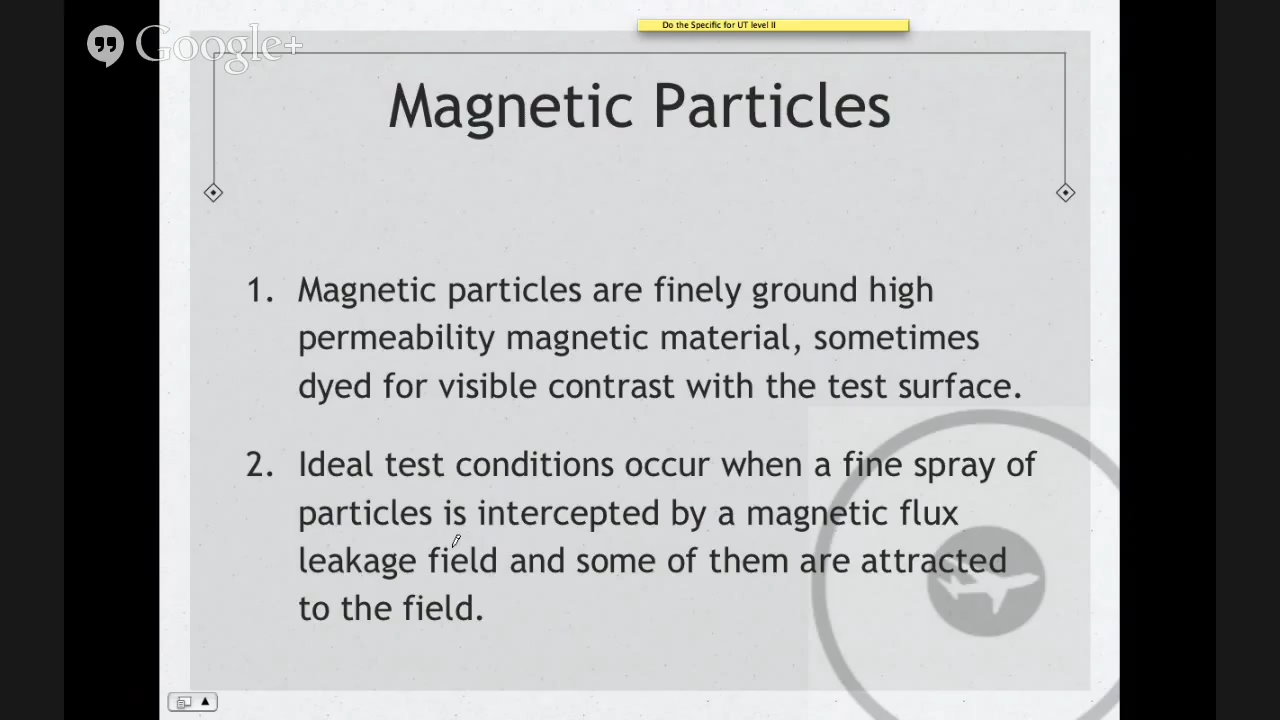 Do the Specific for UT level II
Google+
Magnetic Particles
1. Magnetic particles are finely ground high
permeability magnetic material, sometimes
dyed for visible contrast with the test surface.
2. Ideal test conditions occur when a fine spray of
particles is intercepted by a magnetic flux
leakage field and some of them are attracted
to the field.